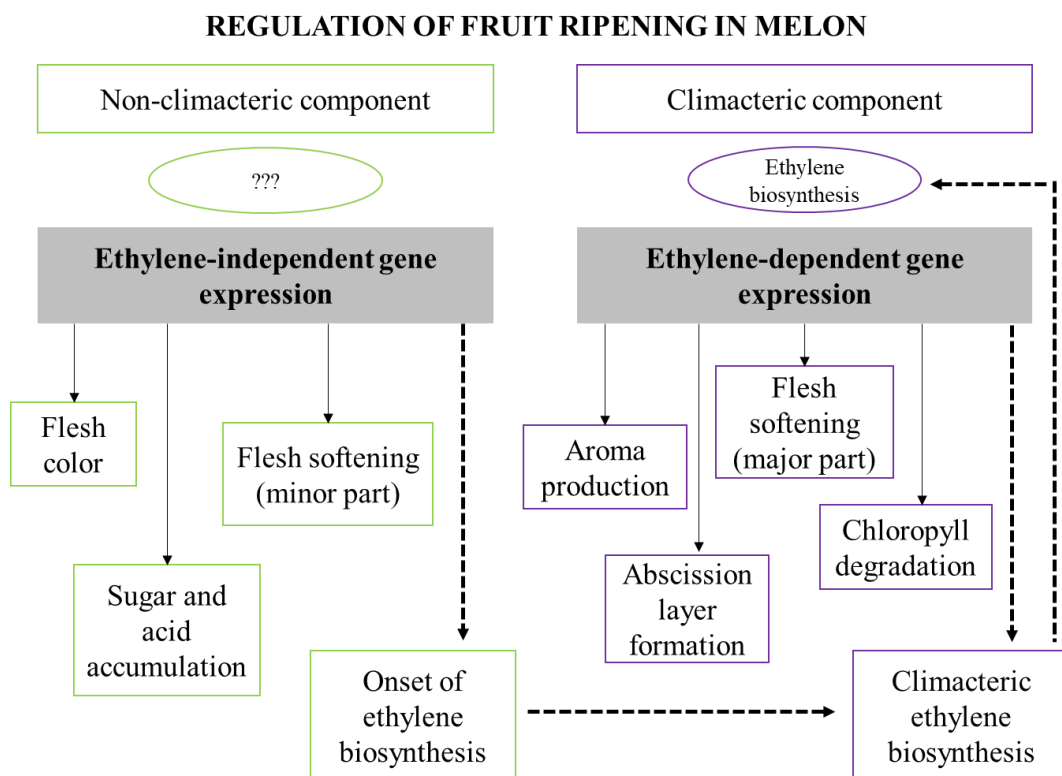 REGULATION OF FRUIT RIPENING IN MELON
Non-climacteric component
???
Ethylene-independent gene
expression
Flesh
color
Sugar and
acid
accumulation
Flesh softening
(minor part)
Onset of
ethylene
biosynthesis
Climacteric component
Ethylene
biosynthesis
Ethylene-dependent gene
expression
Aroma
production
Abscission
layer
formation
Flesh
softening
(major part)
Chloropyll
degradation
Climacteric
ethylene
biosynthesis